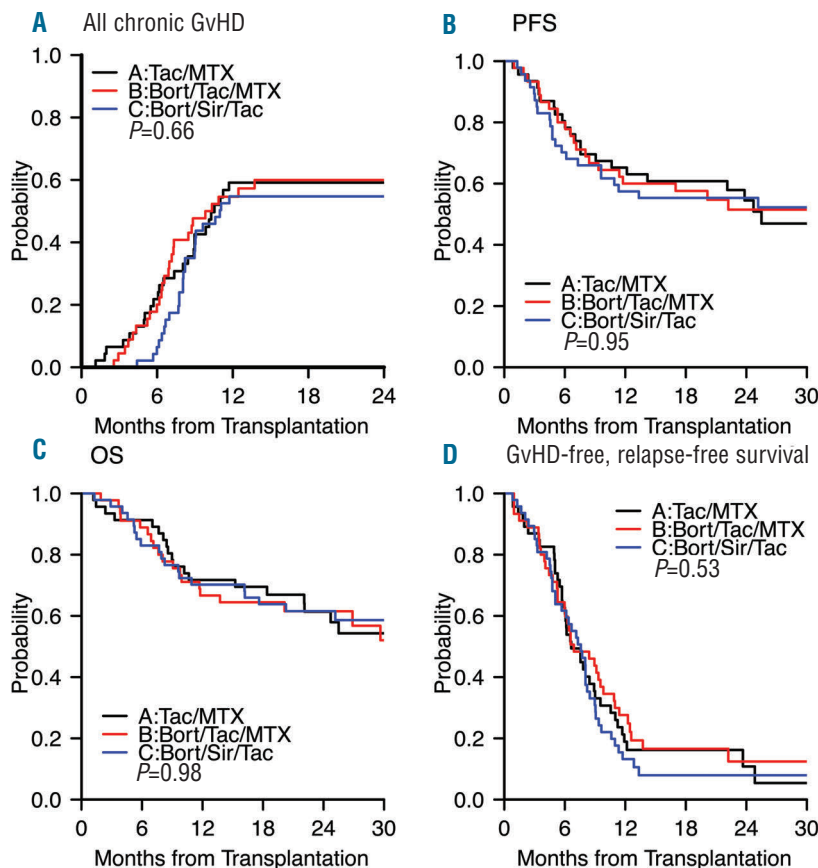 A All chronic GvHD
1.0
0.8
0.6
0.4
0.2
0.0
Probability
A:Tac/MTX
B:Bort/Tac/MTX
C:Bort/Sir/Tac
P=0.66
0 6 12 18 24
Months from Transplantation
B PFS
1.0
0.8
0.6
0.4
0.2
0.0
Probability
A:Tac/MTX
B:Bort/Tac/MTX
C:Bort/Sir/Tac
P=0.95
0 6 12 18 24 30
Months from Transplantation
C OS
1.0
0.8
0.6
0.4
0.2
0.0
Probability
A:Tac/MTX
B:Bort/Tac/MTX
C:Bort/Sir/Tac
P=0.98
0 6 12 18 24 30
Months from Transplantation
D GvHD-free, relapse-free survival
1.0
0.8
0.6
0.4
0.2
0.0
Probability
A:Tac/MTX
B:Bort/Tac/MTX
C:Bort/Sir/Tac
P=0.53
0 6 12 18 24 30
Months from Transplantation